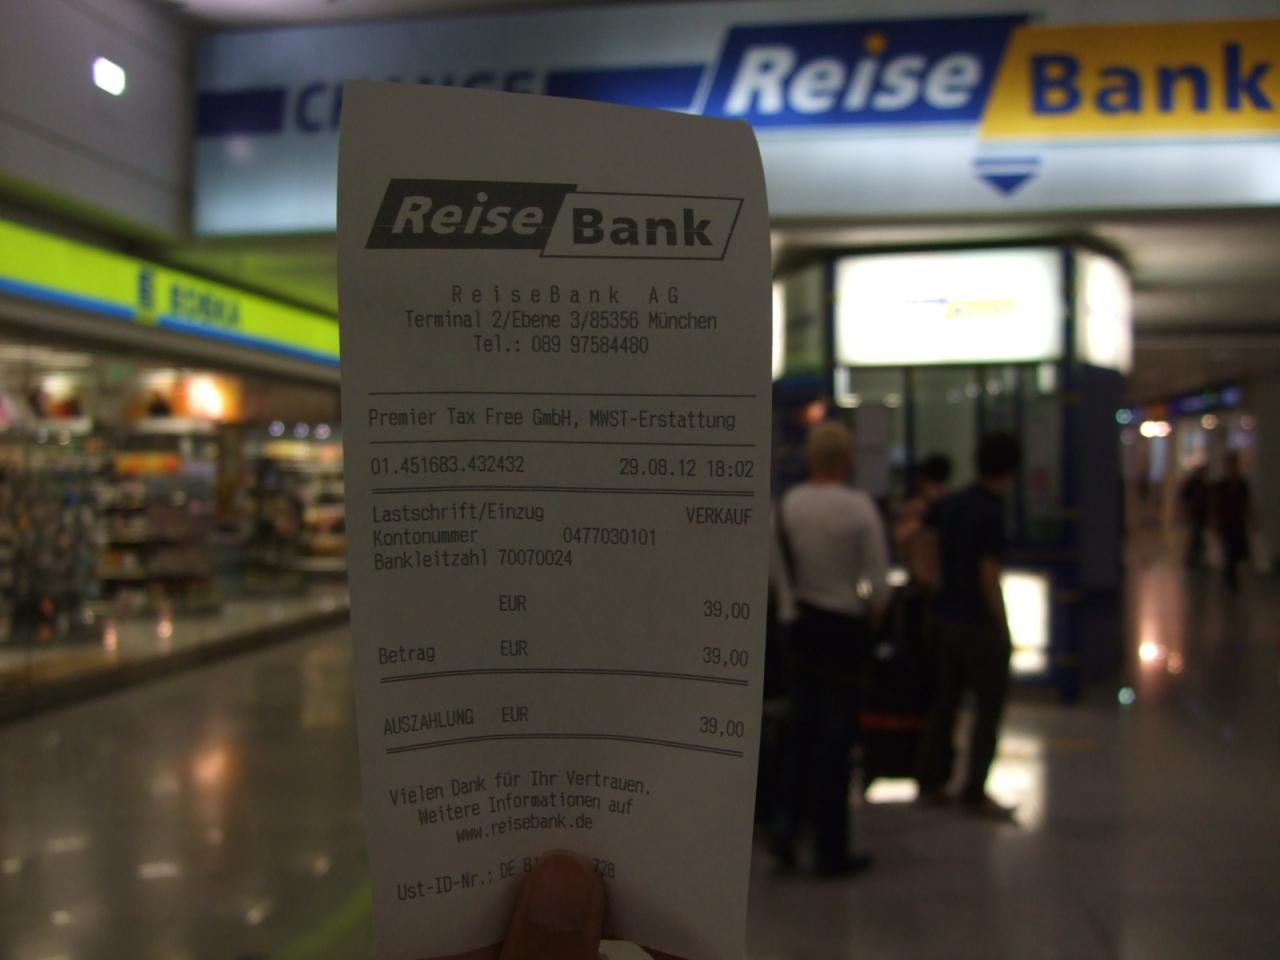 CHANGE
Reise Bank
EDEKA
Reise Bank
ReiseBank AG
Terminal 2/Ebene 3/85356 München
Tel.: 089 97584480
Premier Tax Free GmbH, MWST-Erstattung
01.451683.432432 29.08.12 18:02
Lastschrift/Einzug VERKAUF
Kontonummer 0477030101
Bankleitzahl 70070024
EUR 39,00
Betrag EUR 39,00
AUSZAHLUNG EUR 39,00
Vielen Dank für Ihr Vertrauen.
Weitere Informationen auf
www.reisebank.de
Ust-ID-Nr.: DE